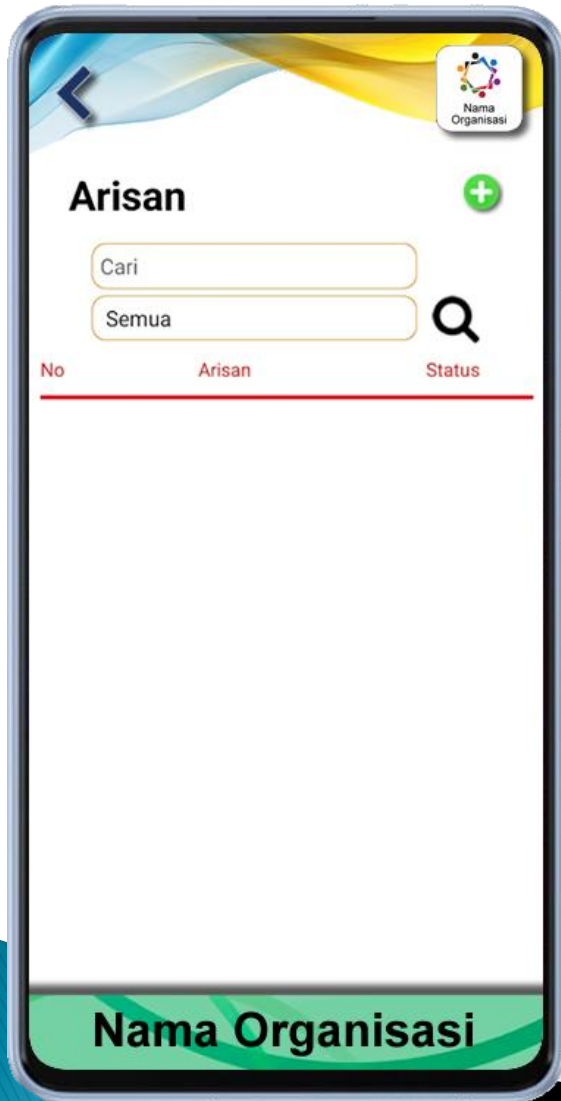 Nama
Organisasi
Arisan
Cari
Semua
No Arisan Status
Nama Organisasi